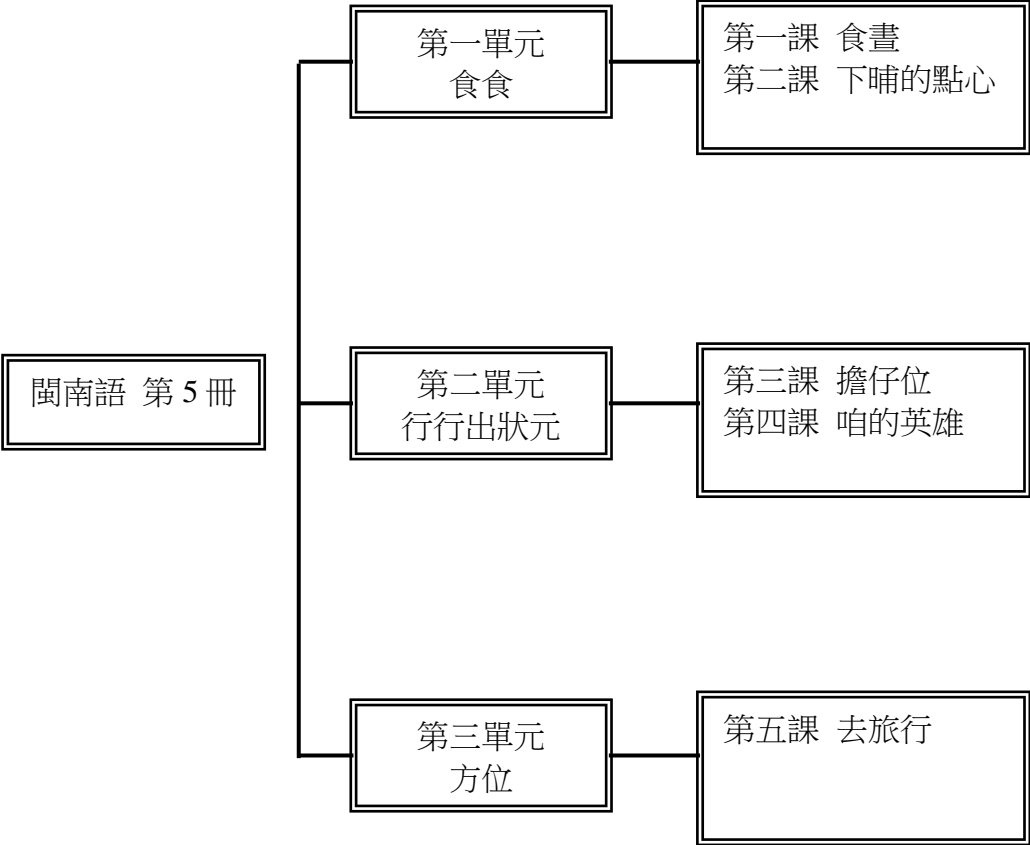 第一單元
食食
第一課 食晝
第二課 下晡的點心
閩南語 第 5 冊
第二單元
行行出狀元
第三課 擔仔位
第四課 咱的英雄
第三單元
方位
第五課 去旅行